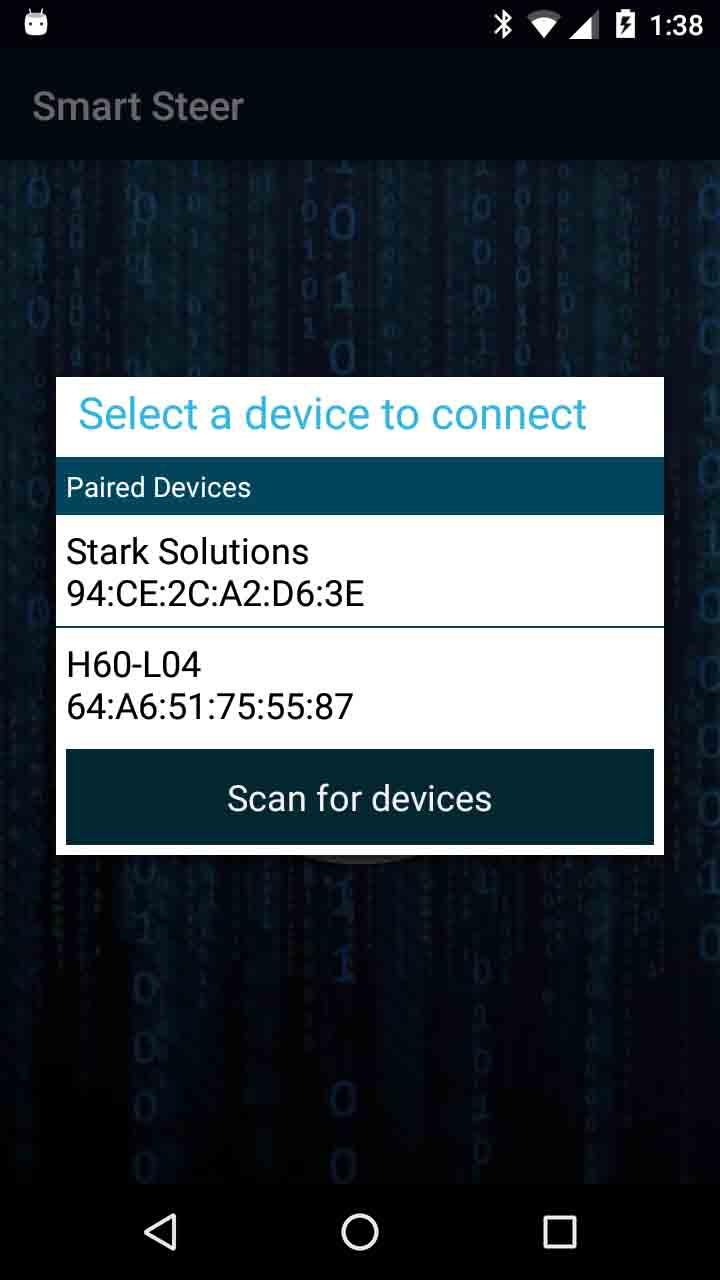 1:38
Smart Steer
Select a device to connect
Paired Devices
Stark Solutions
94:CE:2C:A2:D6:3E
H60-L04
64:A6:51:75:55:87
Scan for devices